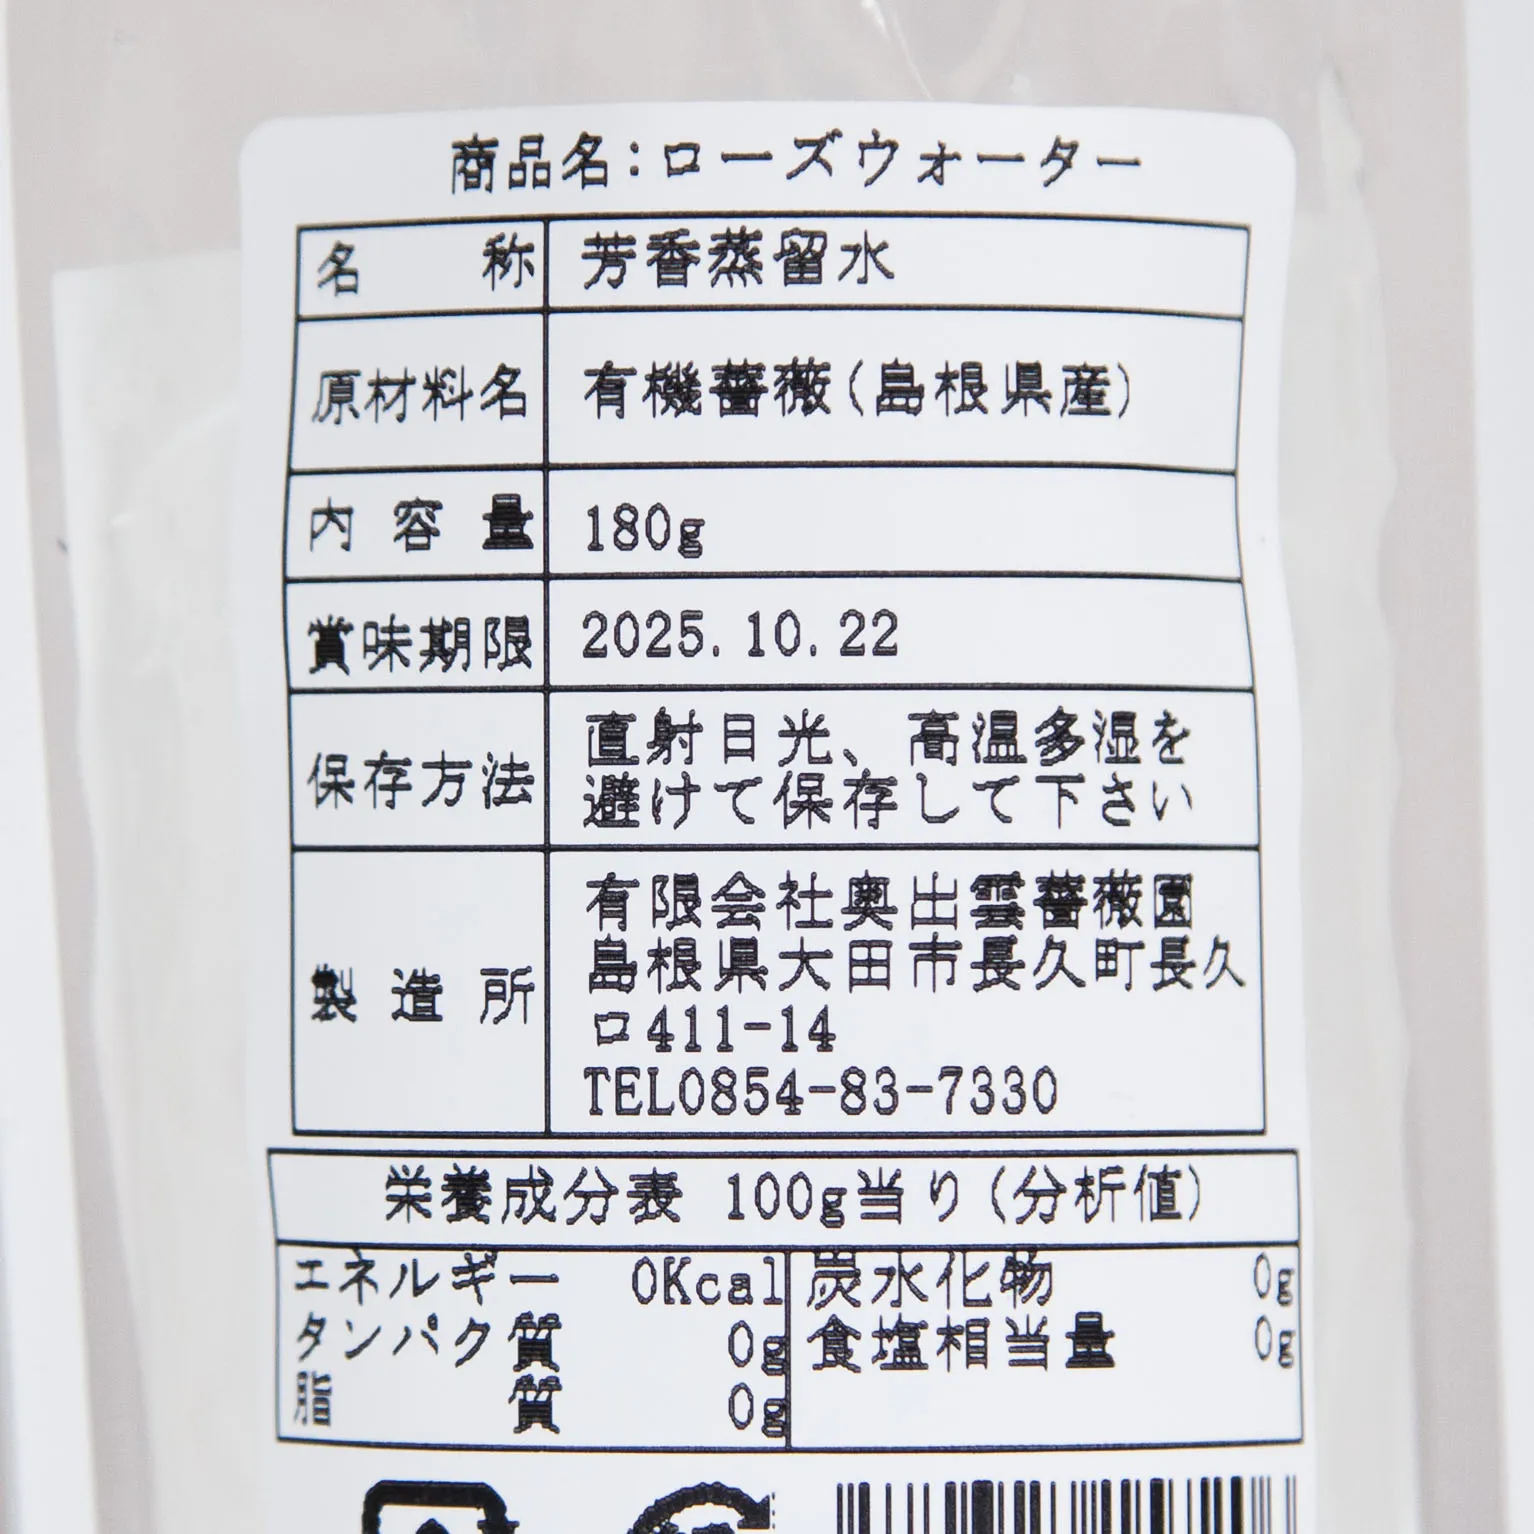 商品名:ローズウォーター
名称 芳香蒸留水
原材料名 有機薔薇(島根県産)
内容量 180g
賞味期限 2025.10.22
保存方法 直射日光、高温多湿を
避けて保存して下さい
製造所 有限会社奥出雲薔薇園
島根県大田市長久町長久
ロ411-14
TEL0854-83-7330
栄養成分表 100g当り(分析値)
エネルギー 0Kcal 炭水化物 0g
タンパク質 0g 食塩相当量 0g
脂質 0g